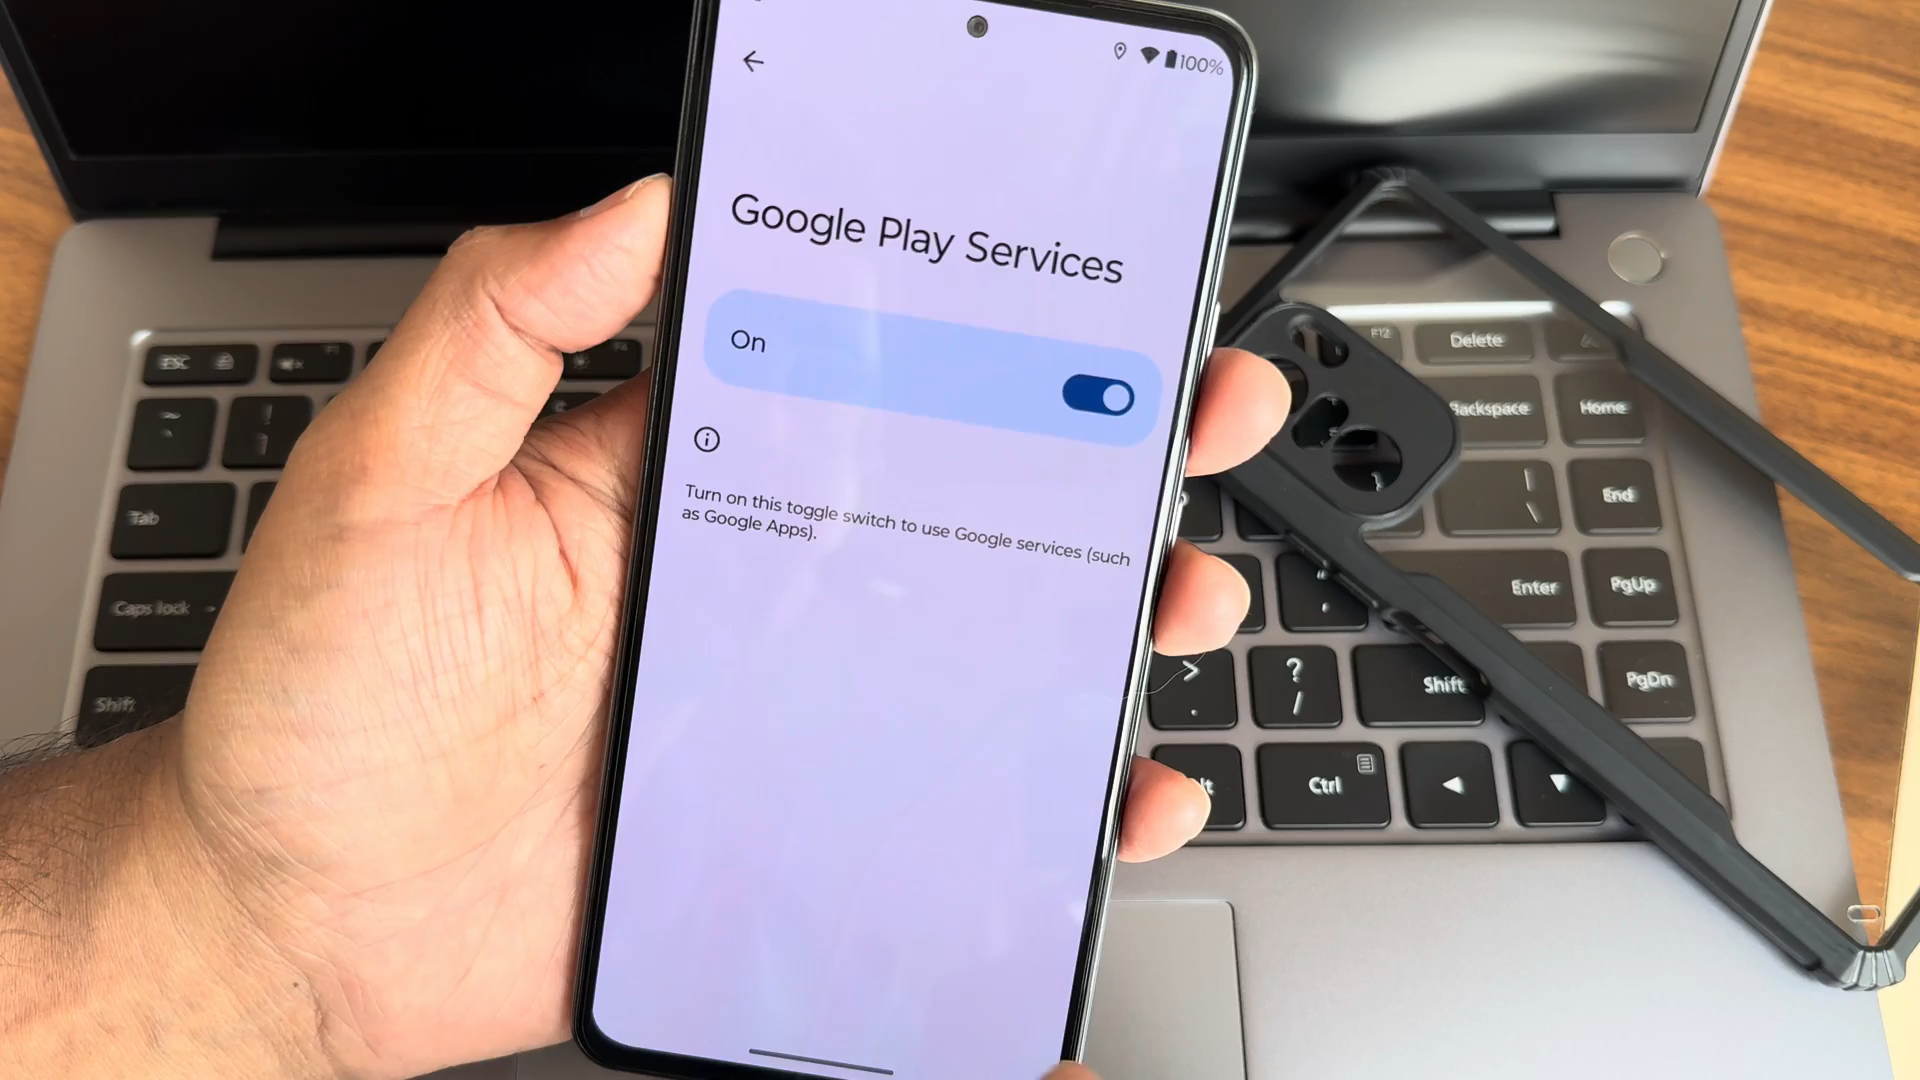 100%
Google Play Services
On
Turn on this toggle switch to use Google services (such
as Google Apps).
ESC
F4
F12
Delete
Backspace
Home
Tab
End
Caps lock
Enter
PgUp
Shift
>
.
?
/
Shift
PgDn
Ctrl